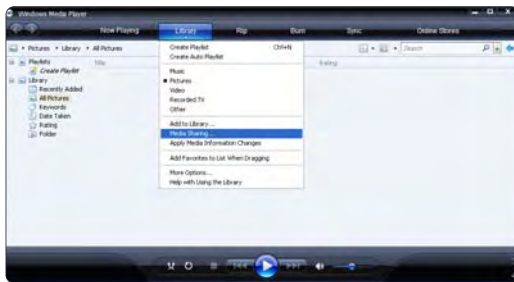 Windows Media Player
Now Playing Library Rip Burn Sync Online Stores
Pictures Library All Pictures
Search
Playlists
Create Playlist
Library
Recently Added
All Pictures
Keywords
Date Taken
Rating
Folder
Title
Rating
Create Playlist Ctrl+N
Create Auto Playlist
Music
Pictures
Video
Recorded TV
Other
Add to Library...
Media Sharing...
Apply Media Information Changes
Add Favorites to List When Dragging
More Options...
Help with Using the Library